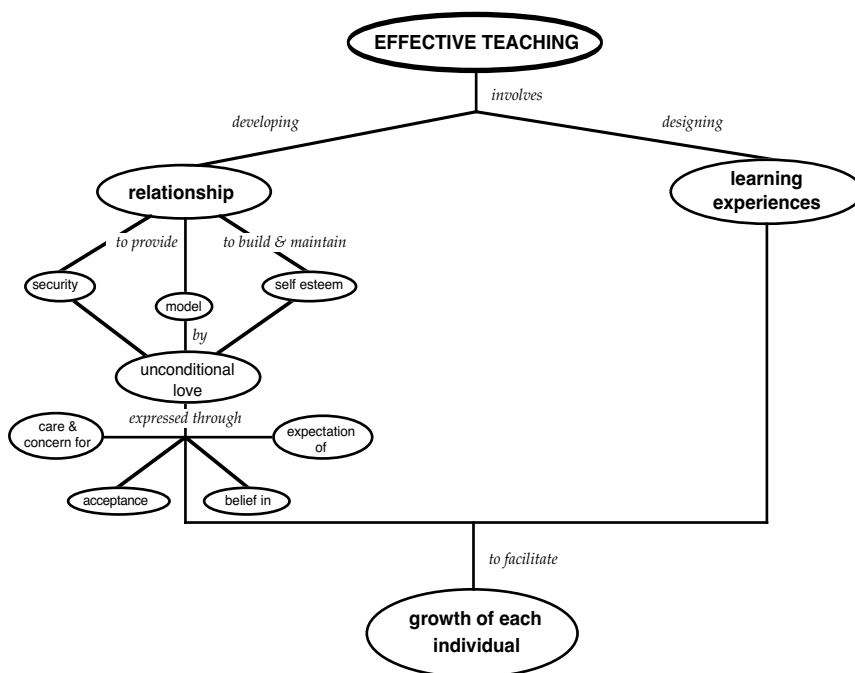 EFFECTIVE TEACHING
involves
developing
designing
relationship
learning
experiences
to provide
to build & maintain
security
self esteem
model
by
unconditional
love
expressed through
care &
concern for
expectation
of
acceptance
belief in
to facilitate
growth of each
individual